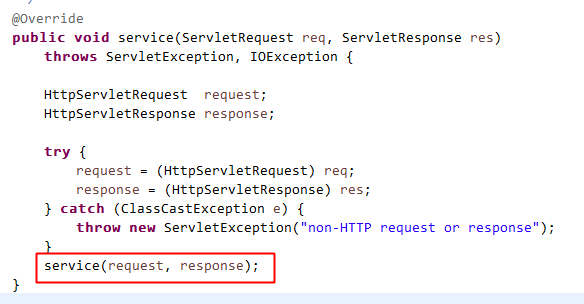 @Override
public void service(ServletRequest req, ServletResponse res)
    throws ServletException, IOException {

    HttpServletRequest  request;
    HttpServletResponse response;

    try {
        request = (HttpServletRequest) req;
        response = (HttpServletResponse) res;
    } catch (ClassCastException e) {
        throw new ServletException("non-HTTP request or response");
    }
    service(request, response);
}